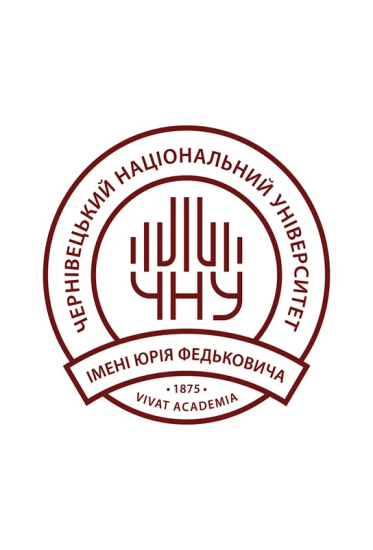 ЧЕРНІВЕЦЬКИЙ НАЦІОНАЛЬНИЙ УНІВЕРСИТЕТ
ЧНУ
ІМЕНІ ЮРІЯ ФЕДЬКОВИЧА
• 1875 •
VIVAT ACADEMIA